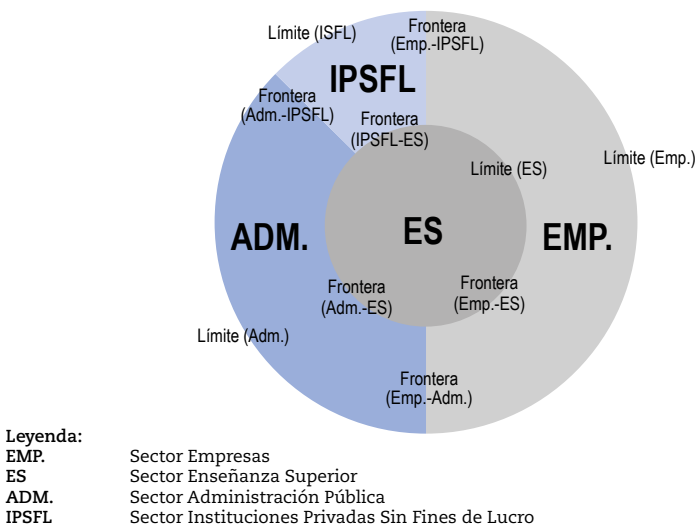 Límite (ISFL)
Frontera
(Emp.-IPSFL)
IPSFL
Frontera
(Adm.-IPSFL)
Frontera
(IPSFL-ES)
Límite (Emp.)
Límite (ES)
ADM.
ES
EMP.
Frontera
(Adm.-ES)
Frontera
(Emp.-ES)
Límite (Adm.)
Frontera
(Emp.-Adm.)
Leyenda:
EMP. Sector Empresas
ES Sector Enseñanza Superior
ADM. Sector Administración Pública
IPSFL Sector Instituciones Privadas Sin Fines de Lucro